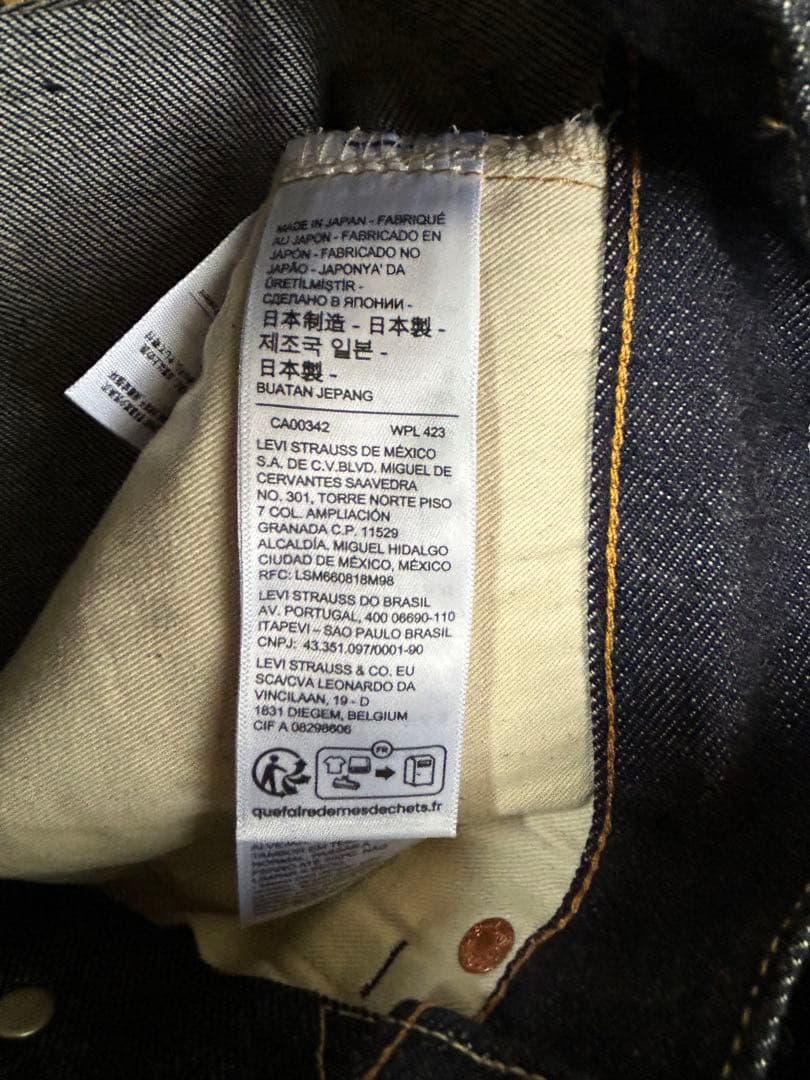 MADE IN JAPAN - FABRIQUÉ
AU JAPON - FABRICADO EN
JAPÓN - FABRICADO NO
JAPÃO - JAPONYA' DA
ÜRETİLMİŞTİR -
СДЕЛАНО В ЯПОНИИ -
日本制造 - 日本製 -
제조국 일본 -
日本製 -
BUATAN JEPANG
CA00342 WPL 423
LEVI STRAUSS DE MÉXICO
S.A. DE C.V.BLVD. MIGUEL DE
CERVANTES SAAVEDRA
NO. 301, TORRE NORTE PISO
7 COL. AMPLIACIÓN
GRANADA C.P. 11529
ALCALDÍA. MIGUEL HIDALGO
CIUDAD DE MÉXICO, MÉXICO
RFC: LSM660818M98
LEVI STRAUSS DO BRASIL
AV. PORTUGAL, 400 06690-110
ITAPEVI – SAO PAULO BRASIL
CNPJ: 43.351.097/0001-90
LEVI STRAUSS & CO. EU
SCA/CVA LEONARDO DA
VINCILAAN, 19 - D
1831 DIEGEM, BELGIUM
CIF A 08298606
FR
quefairedemesdechets.fr